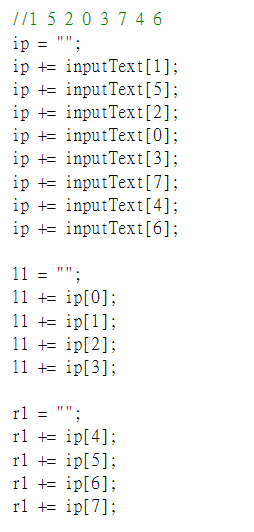 //1 5 2 0 3 7 4 6
ip = "";
ip += inputText[1];
ip += inputText[5];
ip += inputText[2];
ip += inputText[0];
ip += inputText[3];
ip += inputText[7];
ip += inputText[4];
ip += inputText[6];
l1 = "";
l1 += ip[0];
l1 += ip[1];
l1 += ip[2];
l1 += ip[3];
r1 = "";
r1 += ip[4];
r1 += ip[5];
r1 += ip[6];
r1 += ip[7];